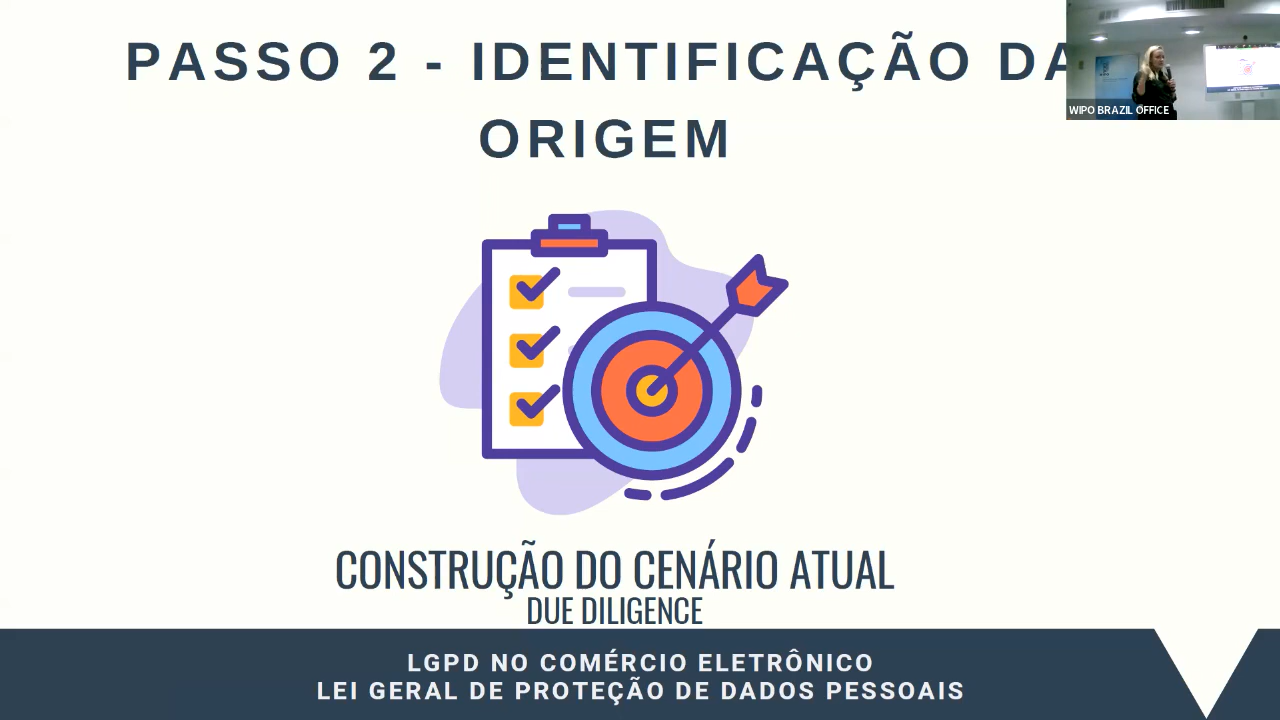 PASSO 2 - IDENTIFICAÇÃO DA
ORIGEM
WIPO BRAZIL OFFICE
CONSTRUÇÃO DO CENÁRIO ATUAL
DUE DILIGENCE
LGPD NO COMÉRCIO ELETRÔNICO
LEI GERAL DE PROTEÇÃO DE DADOS PESSOAIS